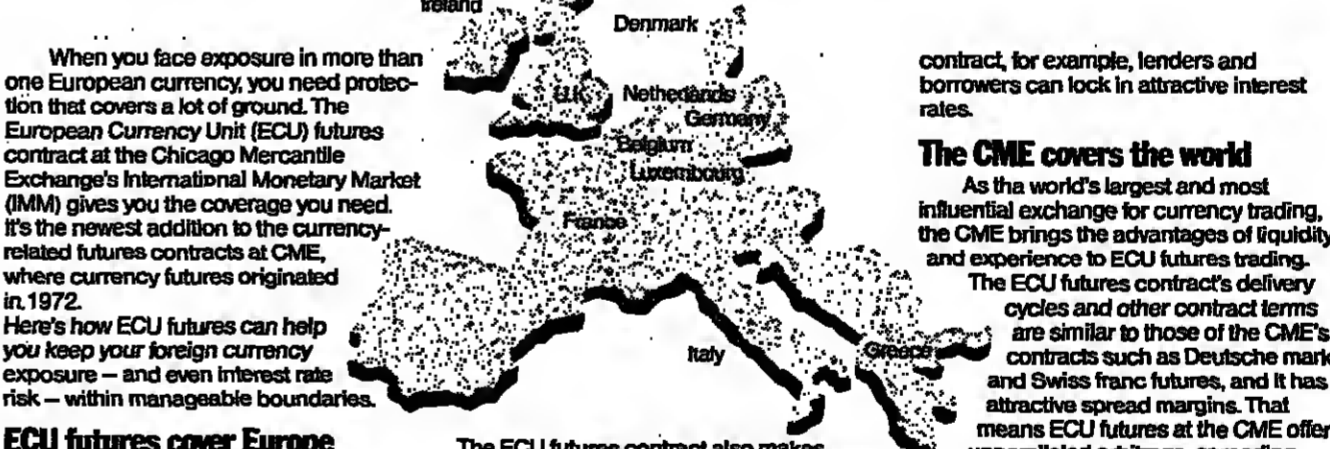 When you face exposure in more than
one European currency, you need protec-
tion that covers a lot of ground. The
European Currency Unit (ECU) futures
contract at the Chicago Mercantile
Exchange's International Monetary Market
(IMM) gives you the coverage you need.
It's the newest addition to the currency-
related futures contracts at CME,
where currency futures originated
in 1972.
Here's how ECU futures can help
you keep your foreign currency
exposure — and even interest rate
risk — within manageable boundaries.
ECU futures cover Europe
Ireland
Denmark
U.K.
Netherlands
Germany
Belgium
Luxembourg
France
Italy
Greece
The ECU futures contract also makes
contract, for example, lenders and
borrowers can lock in attractive interest
rates.
The CME covers the world
As tha world's largest and most
influential exchange for currency trading,
the CME brings the advantages of liquidity
and experience to ECU futures trading.
The ECU futures contract's delivery
cycles and other contract terms
are similar to those of the CME's
contracts such as Deutsche mark
and Swiss franc futures, and it has
attractive spread margins. That
means ECU futures at the CME offer